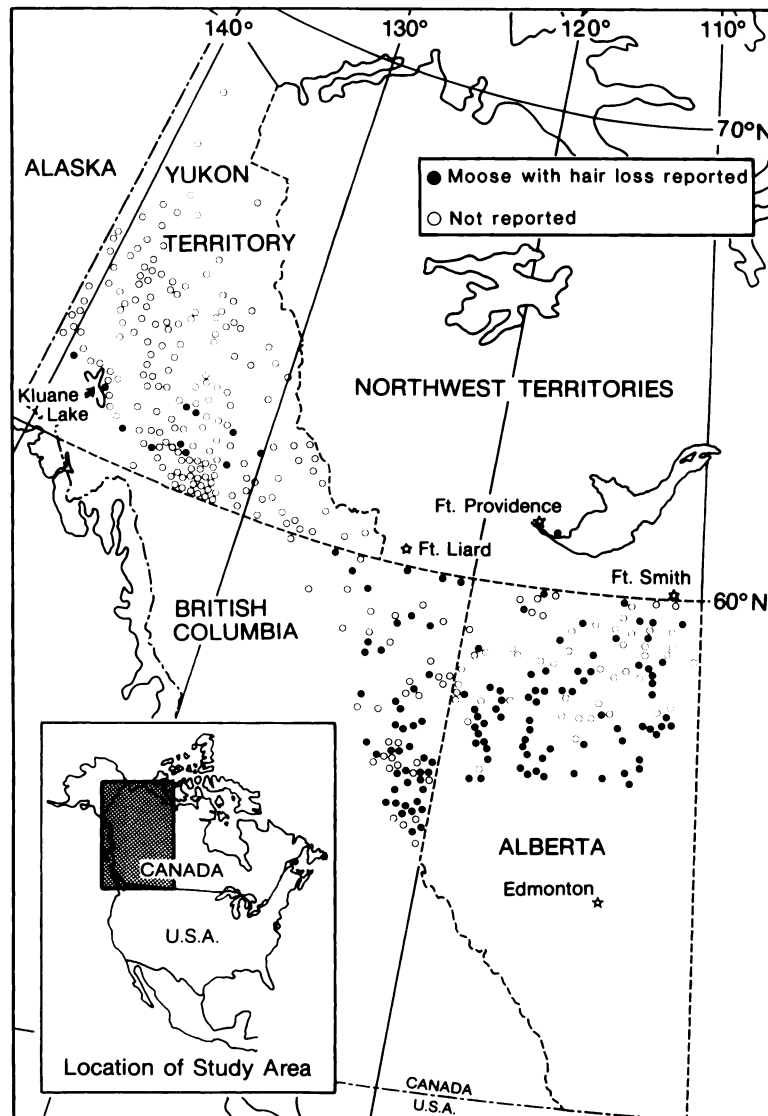 140°
130°
120°
110°
70°N
ALASKA
YUKON
TERRITORY
● Moose with hair loss reported
○ Not reported
Kluane
Lake
NORTHWEST TERRITORIES
Ft. Providence
Ft. Liard
Ft. Smith
60°N
BRITISH
COLUMBIA
ALBERTA
Edmonton
CANADA
U.S.A.
Location of Study Area
CANADA
U.S.A.